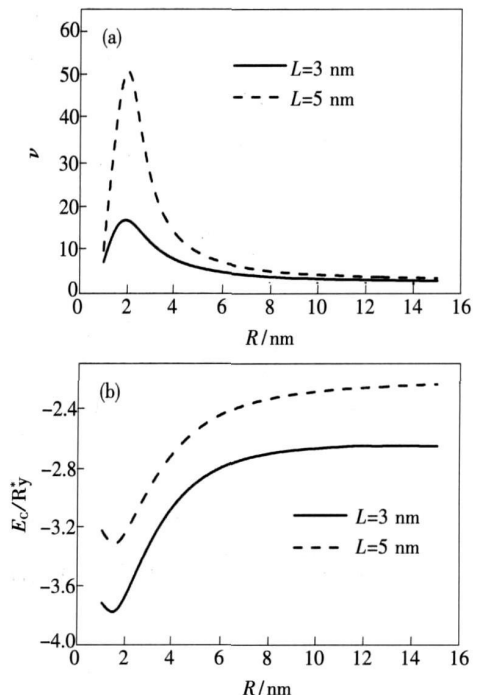 60
(a)
50
L=3 nm
L=5 nm
40
ν
30
20
10
0
0 2 4 6 8 10 12 14 16
R/nm
(b)
-2.4
-2.8
E_C/R_y^*
-3.2
L=3 nm
L=5 nm
-3.6
-4.0
0 2 4 6 8 10 12 14 16
R/nm